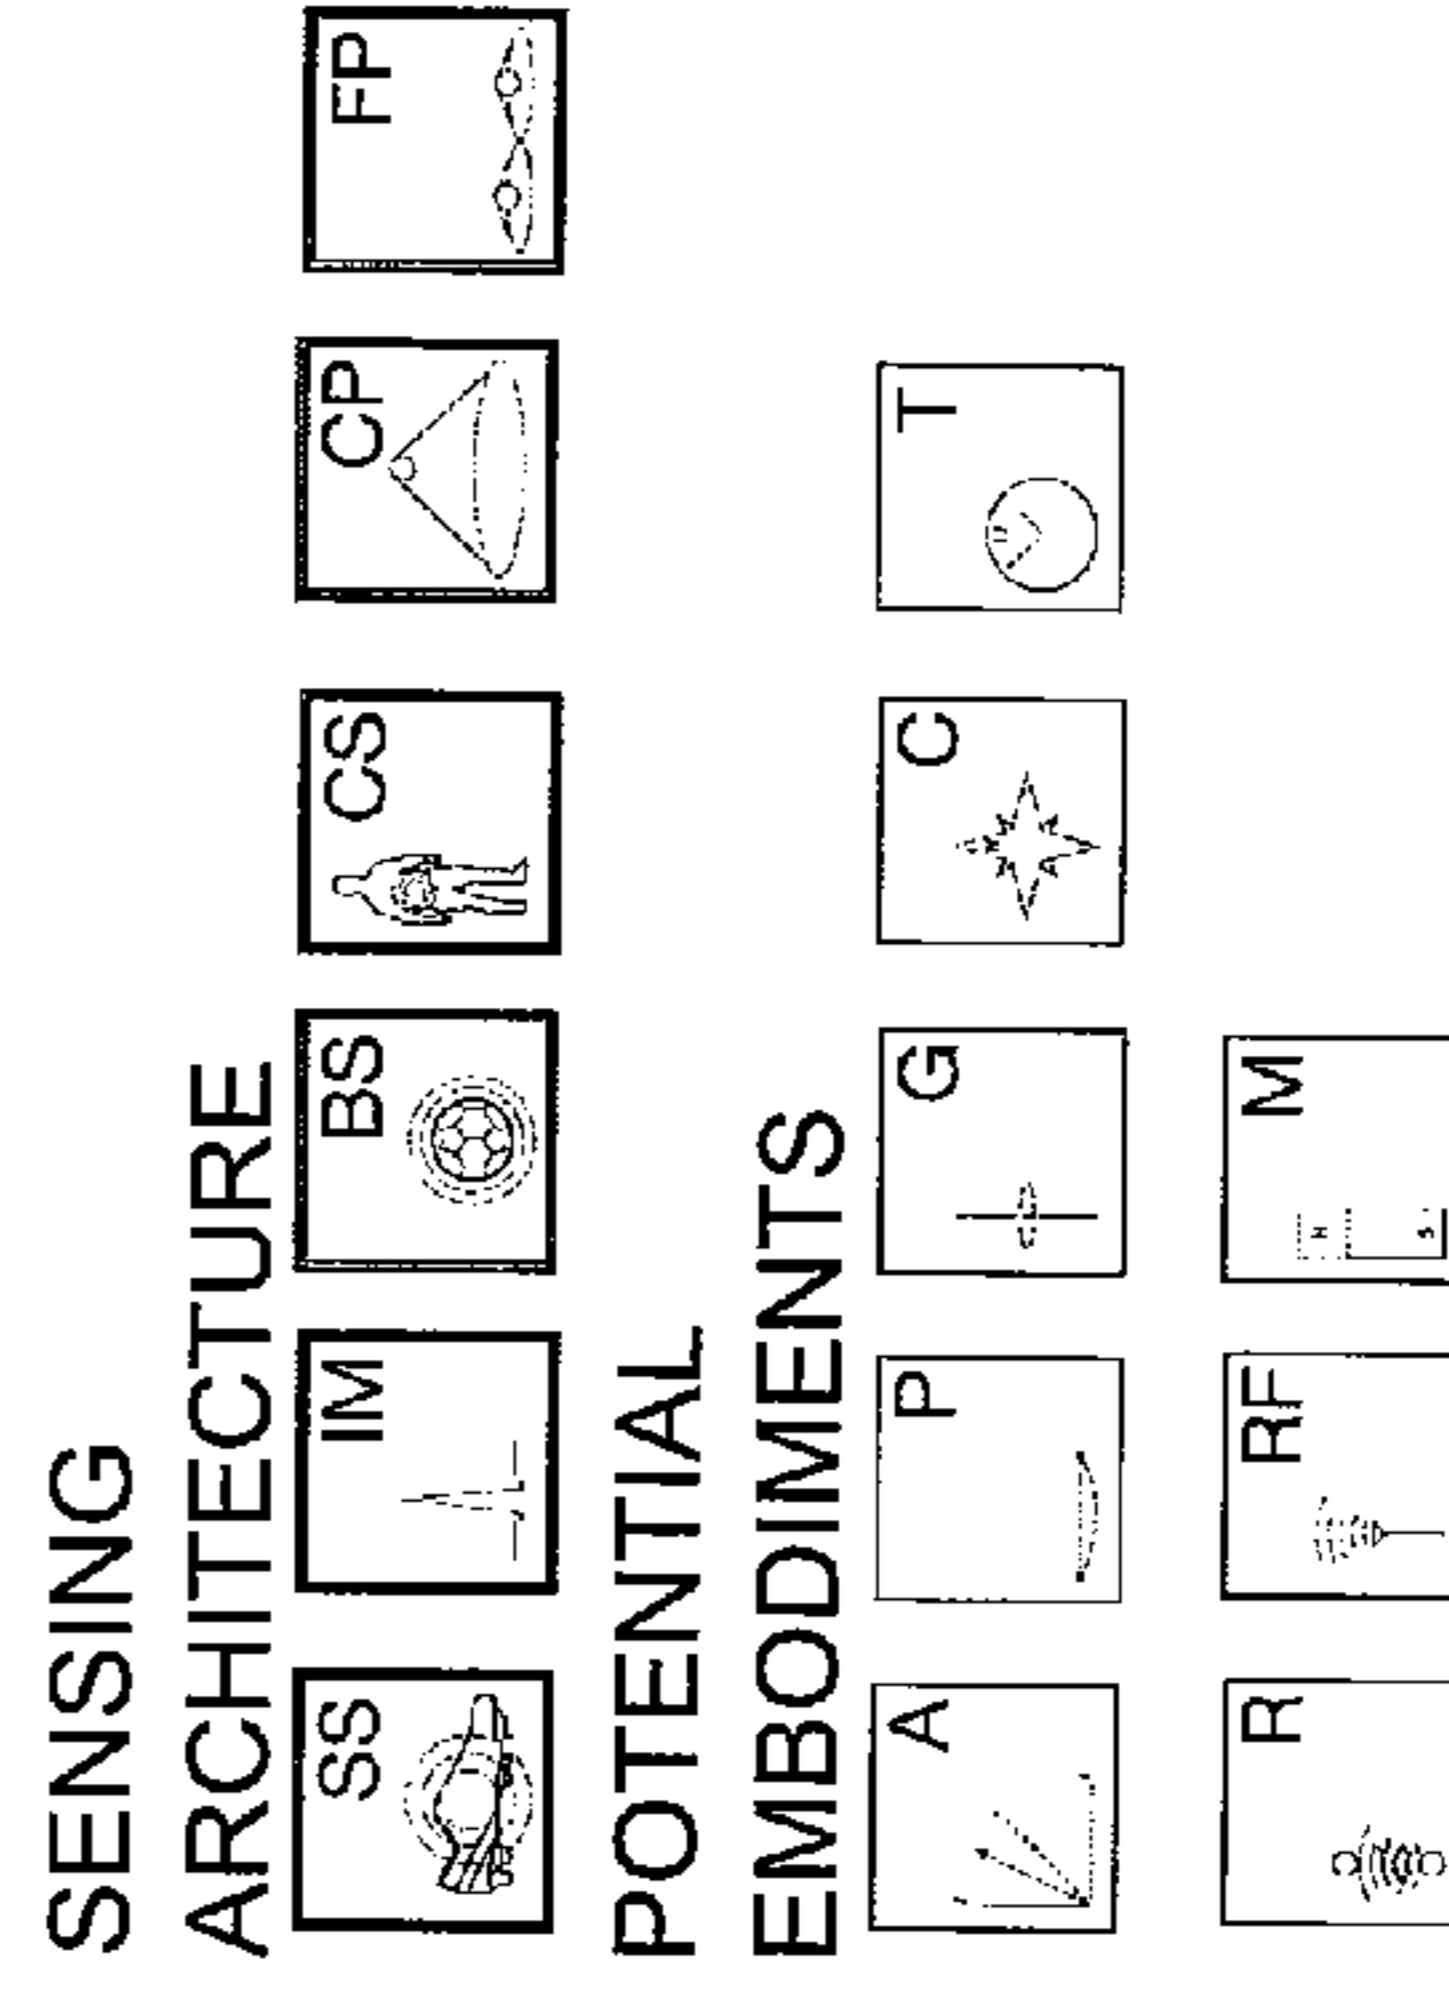 SENSING
ARCHITECTURE
SS IM BS CS CP FP
POTENTIAL
EMBODIMENTS
A P G C T
R RF M
H
S